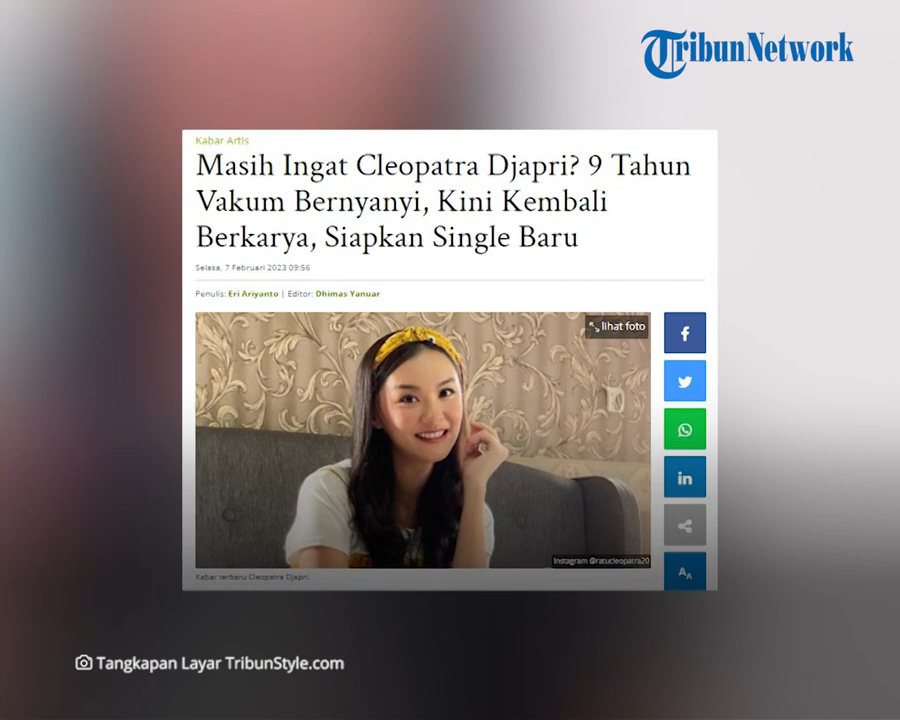 TribunNetwork
Kabar Artis
Masih Ingat Cleopatra Djapri? 9 Tahun
Vakum Bernyanyi, Kini Kembali
Berkarya, Siapkan Single Baru
Selasa, 7 Februari 2023 09:56
Penulis: Eri Ariyanto | Editor: Dhimas Yanuar
lihat foto
Instagram @ratucleopatra20
Kabar terbaru Cleopatra Djapri.
AA
Tangkapan Layar TribunStyle.com